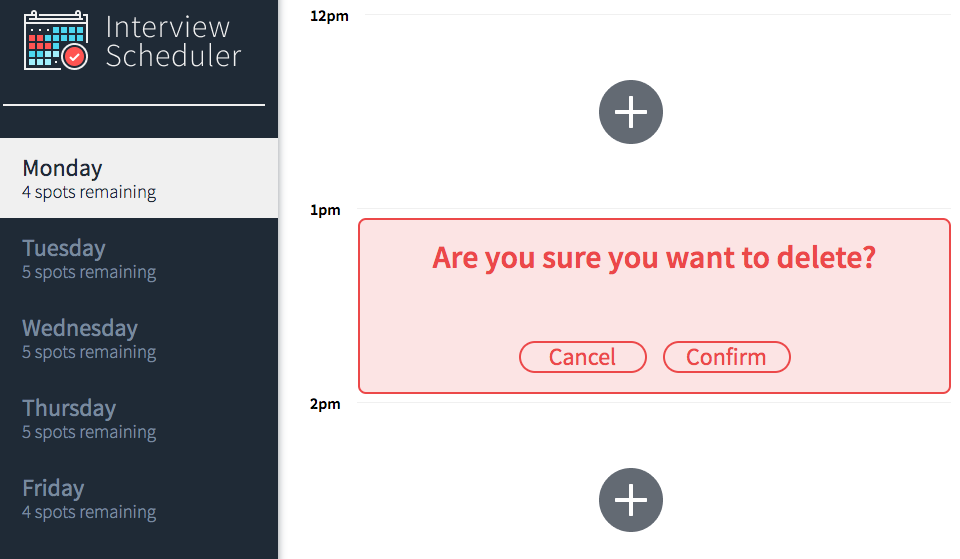 Interview
Scheduler
Monday
4 spots remaining
Tuesday
5 spots remaining
Wednesday
5 spots remaining
Thursday
5 spots remaining
Friday
4 spots remaining
12pm
1pm
Are you sure you want to delete?
Cancel Confirm
2pm